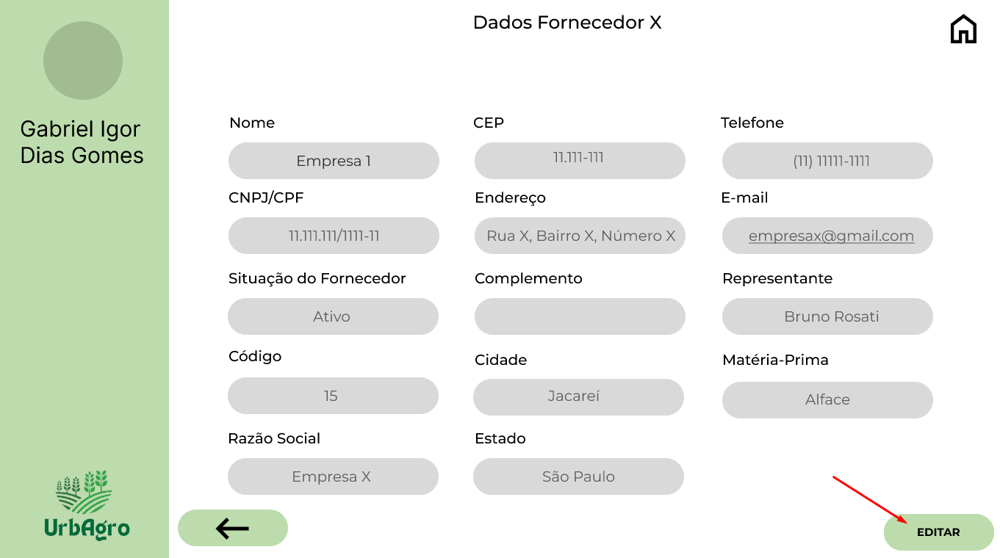 Dados Fornecedor X
Gabriel Igor
Dias Gomes
Nome
CEP
Telefone
Empresa 1
11.111-111
(11) 11111-1111
CNPJ/CPF
Endereço
E-mail
11.111.111/1111-11
Rua X, Bairro X, Número X
empresax@gmail.com
Situação do Fornecedor
Complemento
Representante
Ativo
Bruno Rosati
Código
Cidade
Matéria-Prima
15
Jacareí
Alface
Razão Social
Estado
Empresa X
São Paulo
UrbAgro
EDITAR